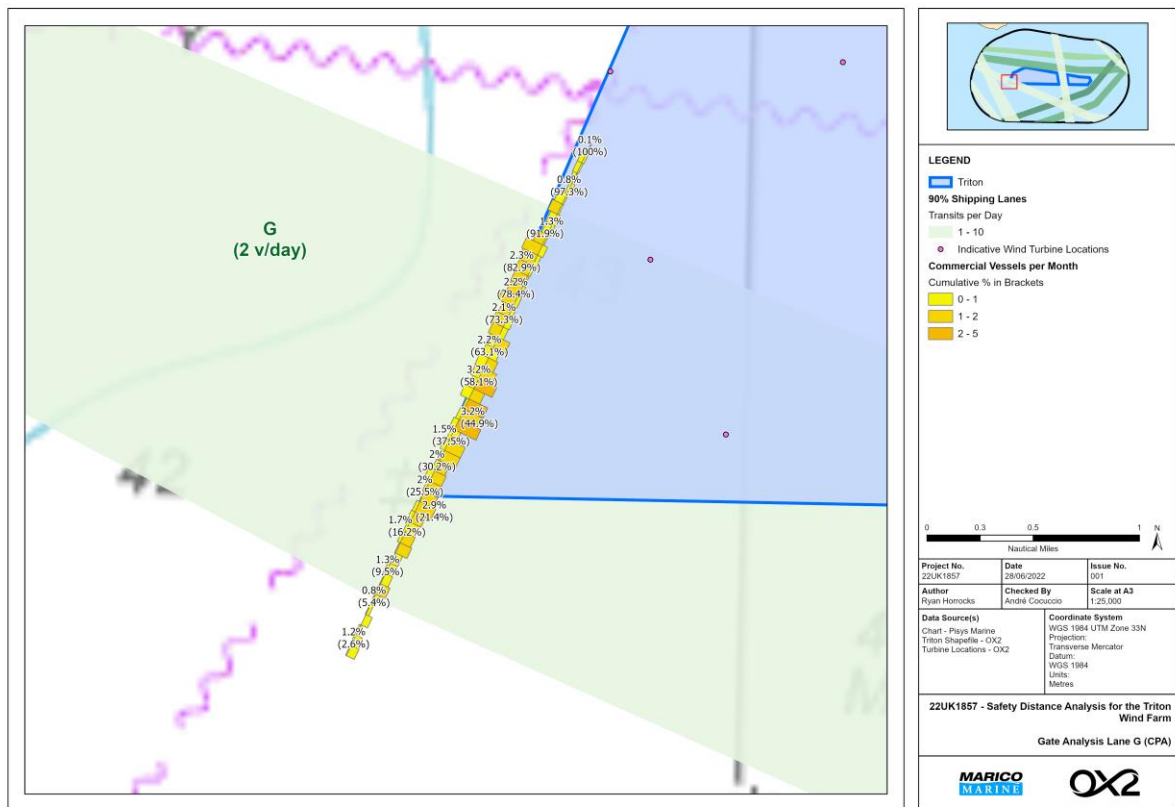 G
(2 v/day)
0.1%
(100%)
0.8%
(97.3%)
1.3%
(91.9%)
2.3%
(82.9%)
2.2%
(78.4%)
2.1%
(73.3%)
2.2%
(63.1%)
3.2%
(58.1%)
3.2%
(44.9%)
1.5%
(37.5%)
2%
(30.2%)
2%
(25.5%)
2.9%
(21.4%)
1.7%
(16.2%)
1.3%
(9.5%)
0.8%
(5.4%)
1.2%
(2.6%)
42
LEGEND
Triton
90% Shipping Lanes
Transits per Day
1 - 10
Indicative Wind Turbine Locations
Commercial Vessels per Month
Cumulative % in Brackets
0 - 1
1 - 2
2 - 5
0 0.3 0.5 1
Nautical Miles
N
Project No. Date Issue No.
22UK1857 28/06/2022 001
Author Checked By Scale at A3
Ryan Horrocks André Cocuccio 1:25,000
Data Source(s)
Chart - Pisys Marine
Triton Shapefile - OX2
Turbine Locations - OX2
Coordinate System
WGS 1984 UTM Zone 33N
Projection:
Transverse Mercator
Datum:
WGS 1984
Units:
Metres
22UK1857 - Safety Distance Analysis for the Triton
Wind Farm
Gate Analysis Lane G (CPA)
MARICO
MARINE
OX2